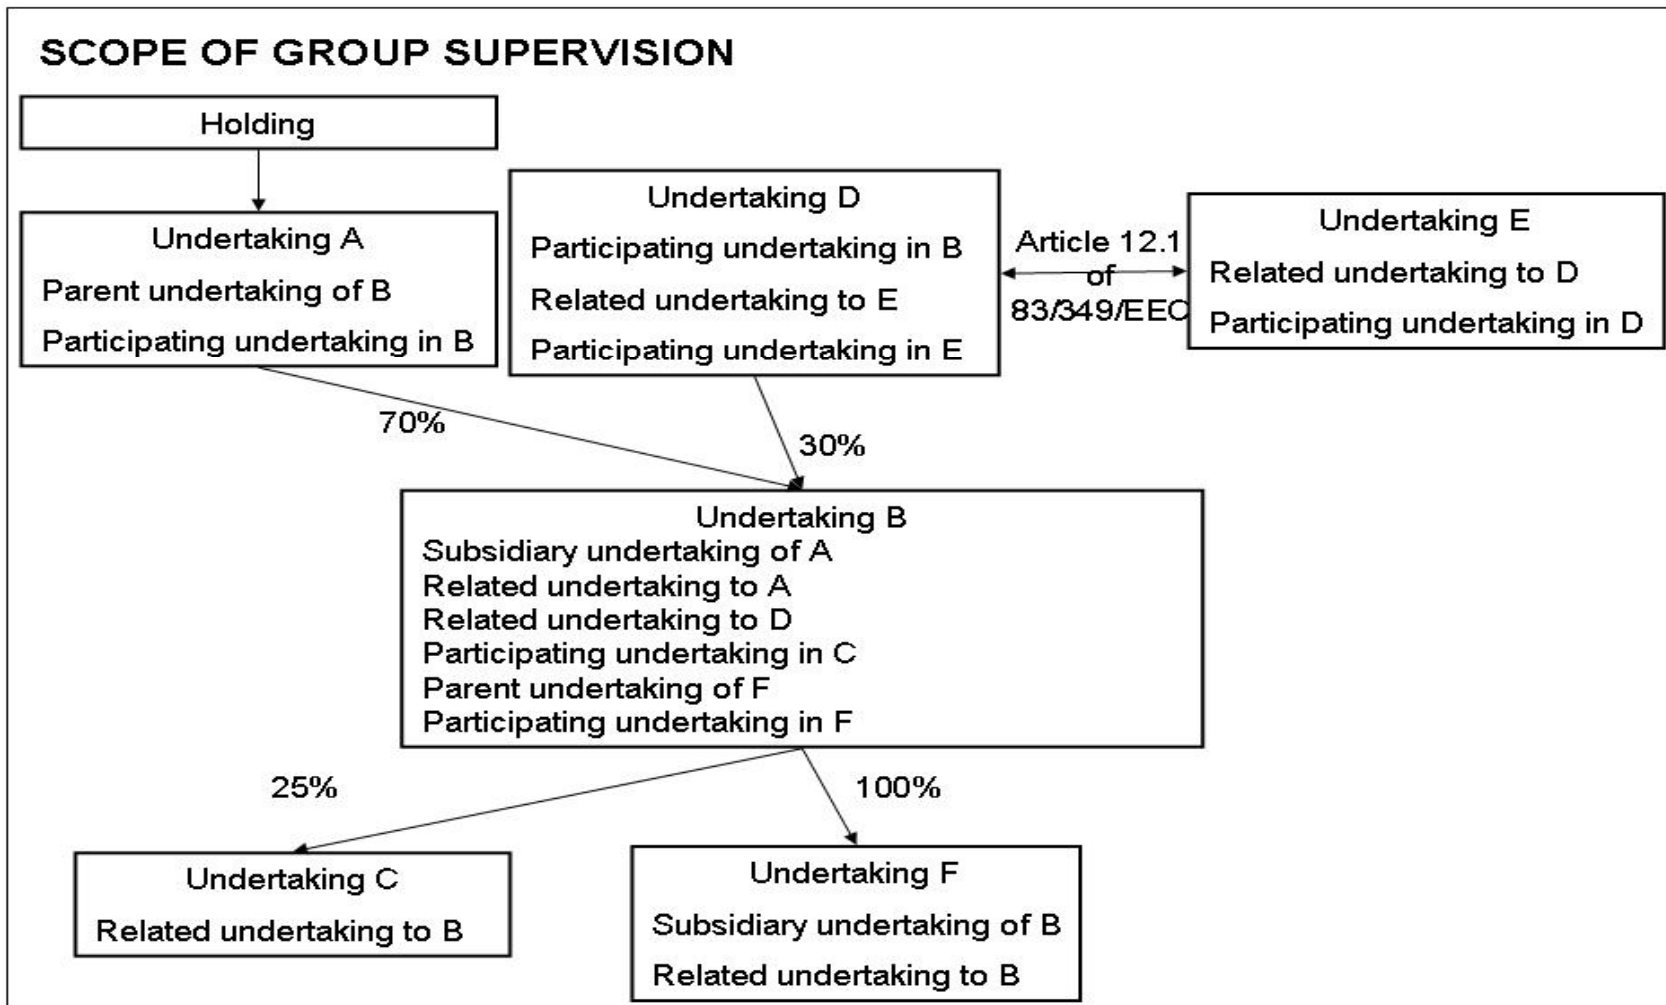 SCOPE OF GROUP SUPERVISION
Holding
Undertaking A
Parent undertaking of B
Participating undertaking in B
Undertaking D
Participating undertaking in B
Related undertaking to E
Participating undertaking in E
Article 12.1
of
83/349/EEC
Undertaking E
Related undertaking to D
Participating undertaking in D
70%
30%
Undertaking B
Subsidiary undertaking of A
Related undertaking to A
Related undertaking to D
Participating undertaking in C
Parent undertaking of F
Participating undertaking in F
25%
100%
Undertaking C
Related undertaking to B
Undertaking F
Subsidiary undertaking of B
Related undertaking to B